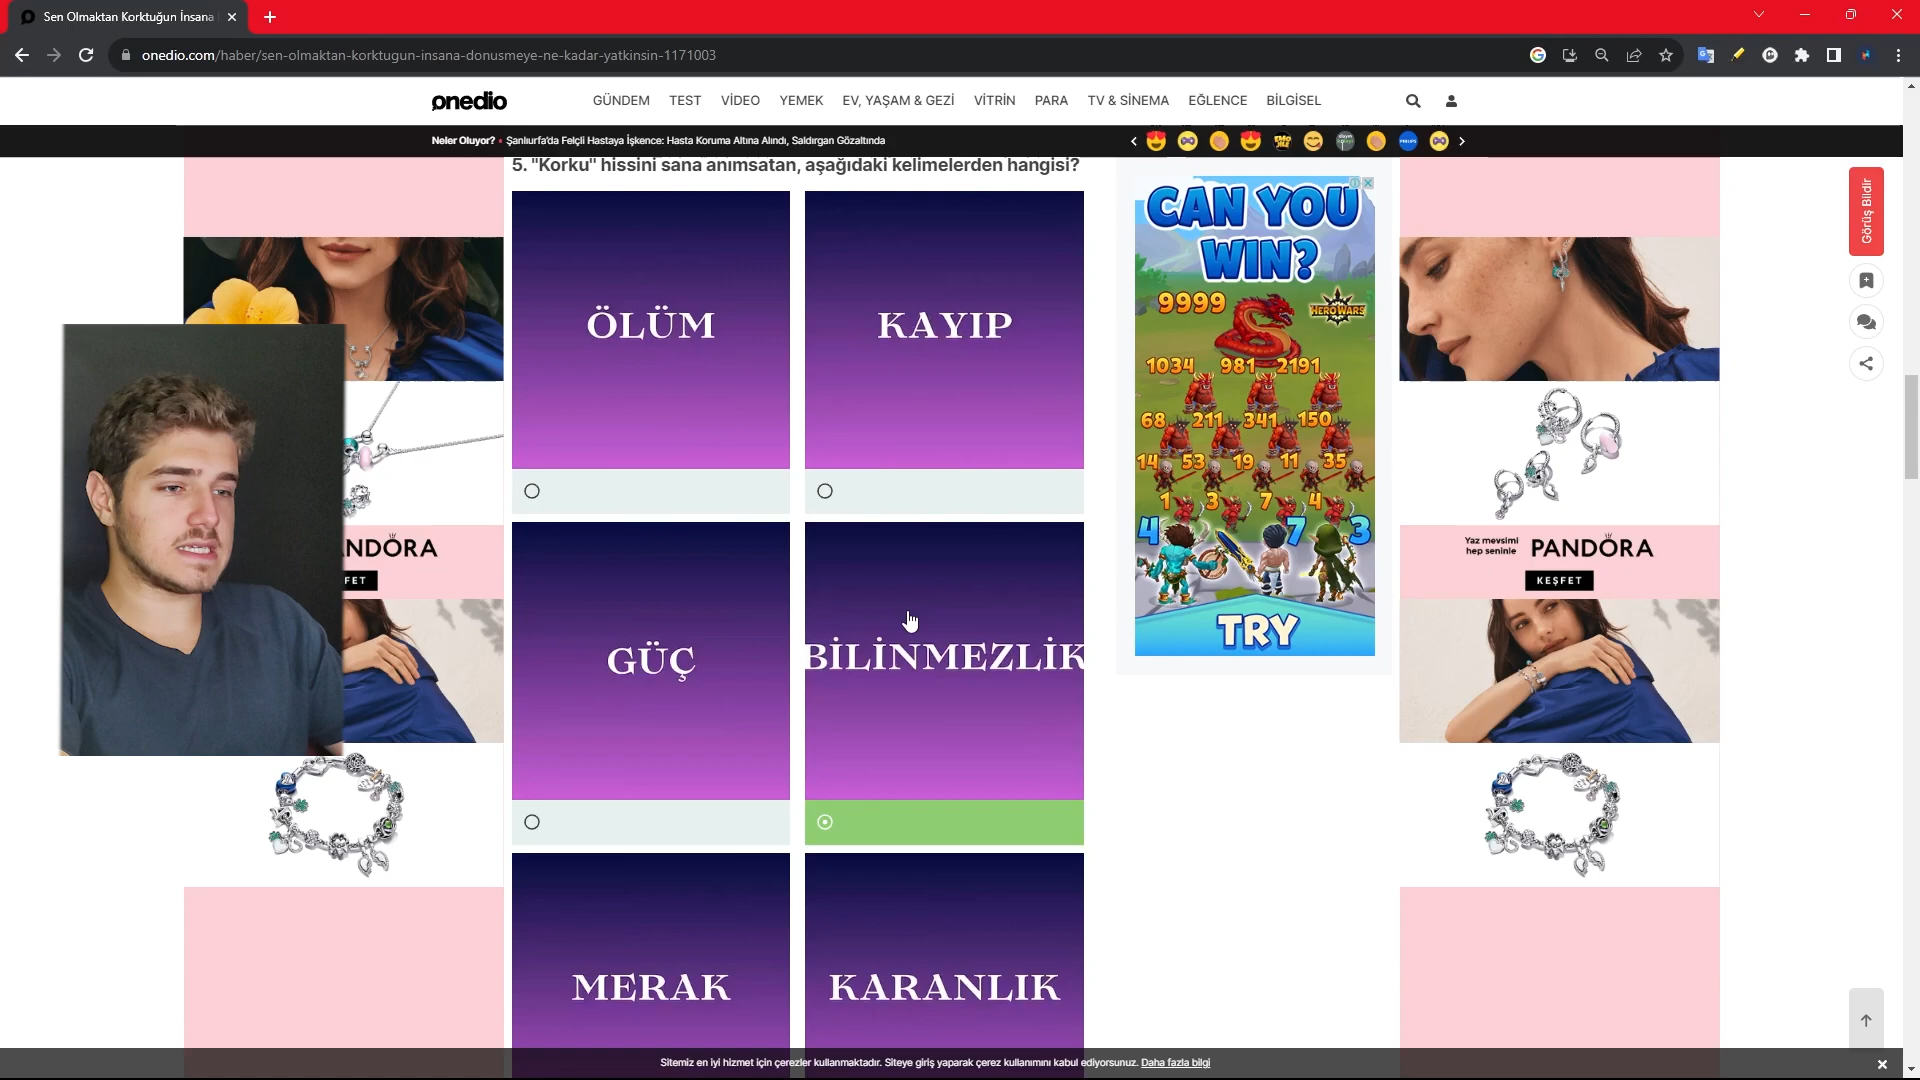 Sen Olmaktan Korktuğun İnsana
onedio.com/haber/sen-olmaktan-korktugun-insana-donusmeye-ne-kadar-yatkinsin-1171003
onedio
GÜNDEM TEST VİDEO YEMEK EV, YAŞAM & GEZİ VİTRİN PARA TV & SİNEMA EĞLENCE BİLGİSEL
Neler Oluyor? • Şanlıurfa'da Felçli Hastaya İşkence: Hasta Koruma Altına Alındı, Saldırgan Gözaltında
PHILIPS
5. "Korku" hissini sana anımsatan, aşağıdaki kelimelerden hangisi?
ÖLÜM
KAYIP
GÜÇ
BİLİNMEZLİK
MERAK
KARANLIK
CAN YOU
WIN?
9999
HERO WARS
1034 981 2191
68 211 341 150
14 53 19 11 35
1 3 7 4
4 7 3
TRY
Görüş Bildir
NDÖRA
FET
Yaz mevsimi
hep seninle
PANDÖRA
KEŞFET
Sitemiz en iyi hizmet için çerezler kullanmaktadır. Siteye giriş yaparak çerez kullanımını kabul ediyorsunuz. Daha fazla bilgi